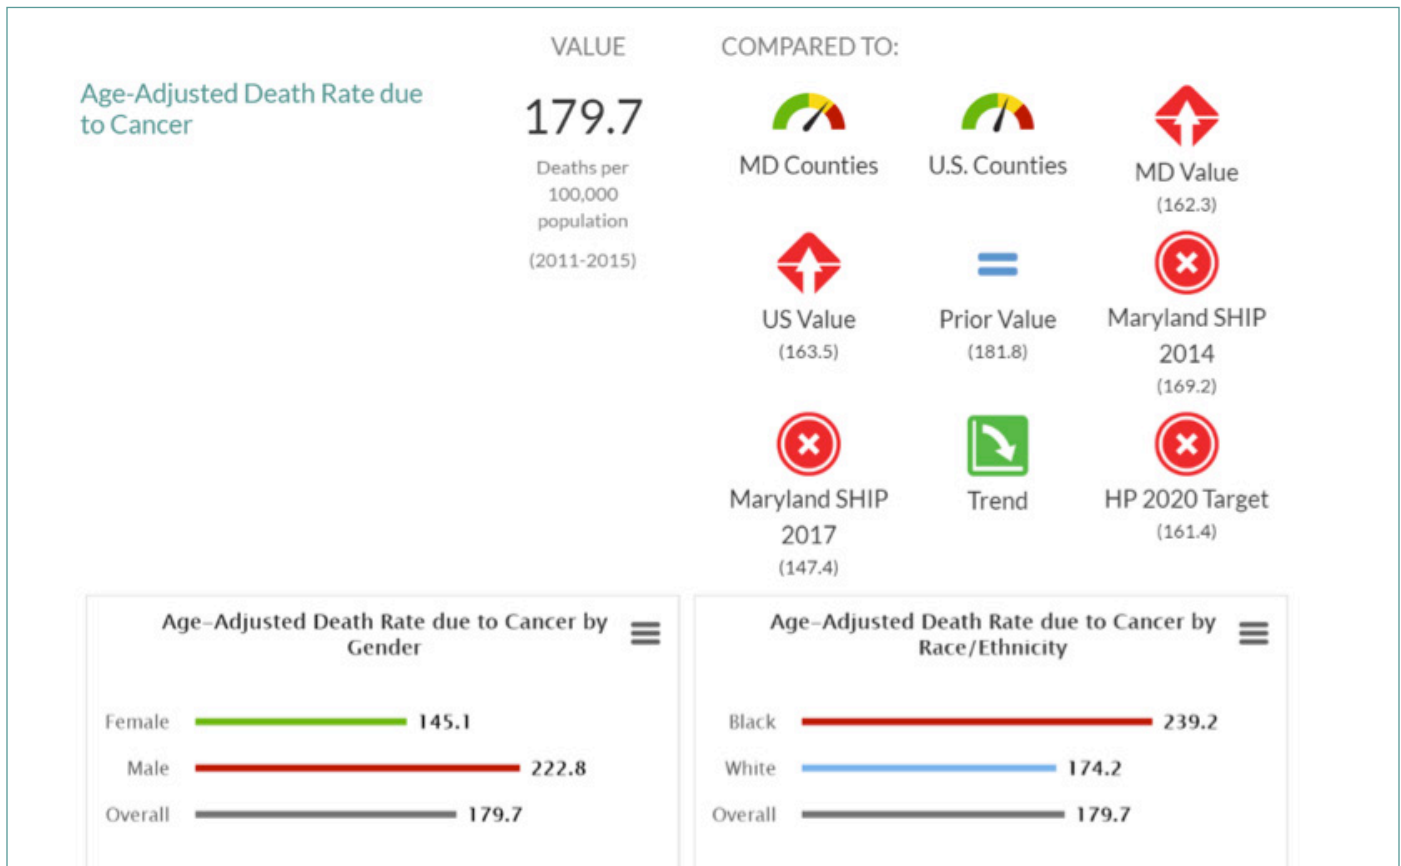 VALUE
COMPARED TO:
Age-Adjusted Death Rate due
to Cancer
179.7
Deaths per
100,000
population
(2011-2015)
MD Counties
U.S. Counties
MD Value
(162.3)
US Value
(163.5)
Prior Value
(181.8)
Maryland SHIP
2014
(169.2)
Maryland SHIP
2017
(147.4)
Trend
HP 2020 Target
(161.4)
Age-Adjusted Death Rate due to Cancer by
Gender
Female 145.1
Male 222.8
Overall 179.7
Age-Adjusted Death Rate due to Cancer by
Race/Ethnicity
Black 239.2
White 174.2
Overall 179.7